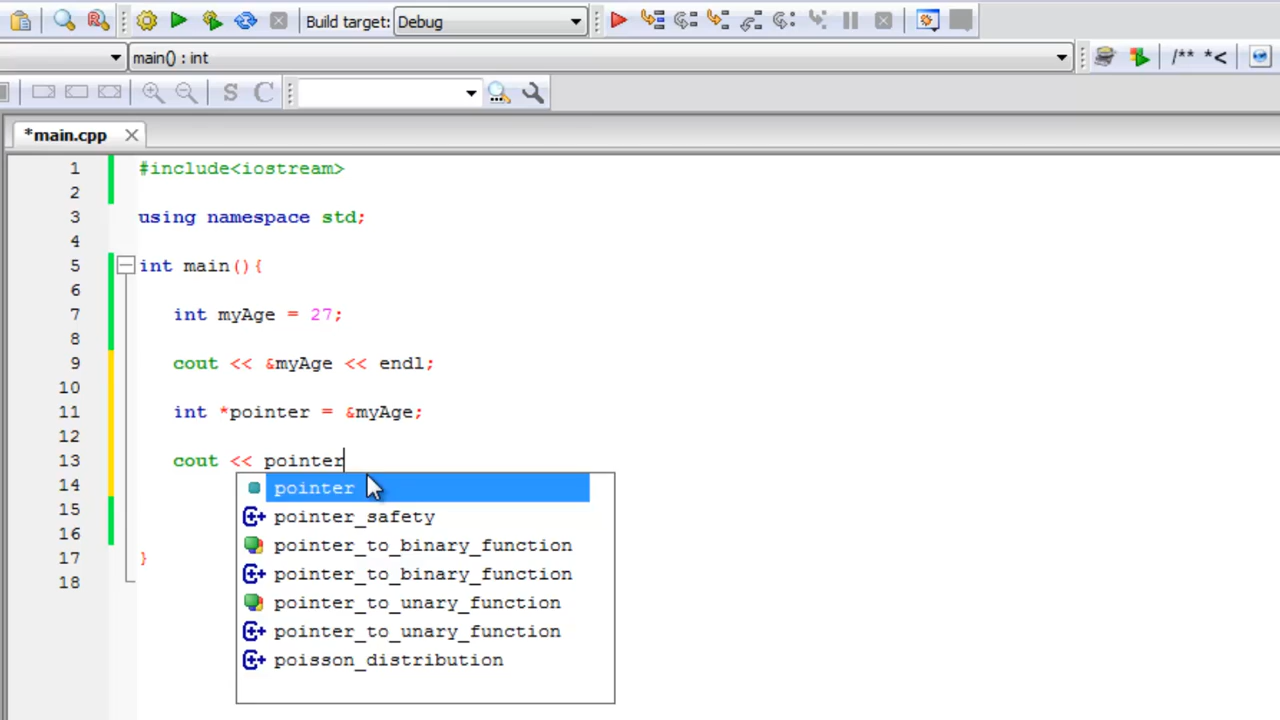 Build target: Debug
main() : int
/** *<
S C
*main.cpp
1 #include<iostream>
2
3 using namespace std;
4
5 int main(){
6
7 int myAge = 27;
8
9 cout << &myAge << endl;
10
11 int *pointer = &myAge;
12
13 cout << pointer
14 pointer
15 pointer_safety
16 pointer_to_binary_function
17 }
pointer_to_binary_function
18
pointer_to_unary_function
pointer_to_unary_function
poisson_distribution